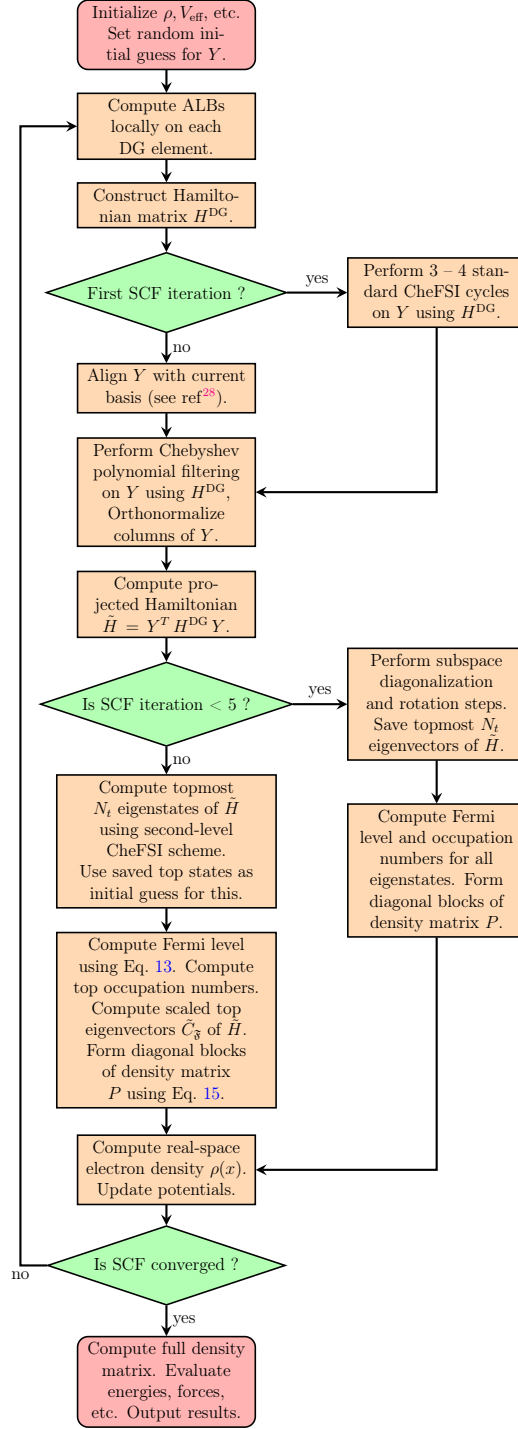 Initialize ρ, V_eff, etc.
Set random ini-
tial guess for Y.
Compute ALBs
locally on each
DG element.
Construct Hamilto-
nian matrix H^DG.
First SCF iteration ?
yes
Perform 3 – 4 stan-
dard CheFSI cycles
on Y using H^DG.
no
Align Y with current
basis (see ref^28).
Perform Chebyshev
polynomial filtering
on Y using H^DG,
Orthonormalize
columns of Y.
Compute pro-
jected Hamiltonian
H̃ = Y^T H^DG Y.
Is SCF iteration < 5 ?
yes
Perform subspace
diagonalization
and rotation steps.
Save topmost N_t
eigenvectors of H̃.
no
Compute topmost
N_t eigenstates of H̃
using second-level
CheFSI scheme.
Use saved top states as
initial guess for this.
Compute Fermi
level and occupation
numbers for all
eigenstates. Form
diagonal blocks of
density matrix P.
Compute Fermi level
using Eq. 13. Compute
top occupation numbers.
Compute scaled top
eigenvectors C̃_𝔉̃ of H̃.
Form diagonal blocks
of density matrix
P using Eq. 15.
Compute real-space
electron density ρ(x).
Update potentials.
Is SCF converged ?
no
yes
Compute full density
matrix. Evaluate
energies, forces,
etc. Output results.